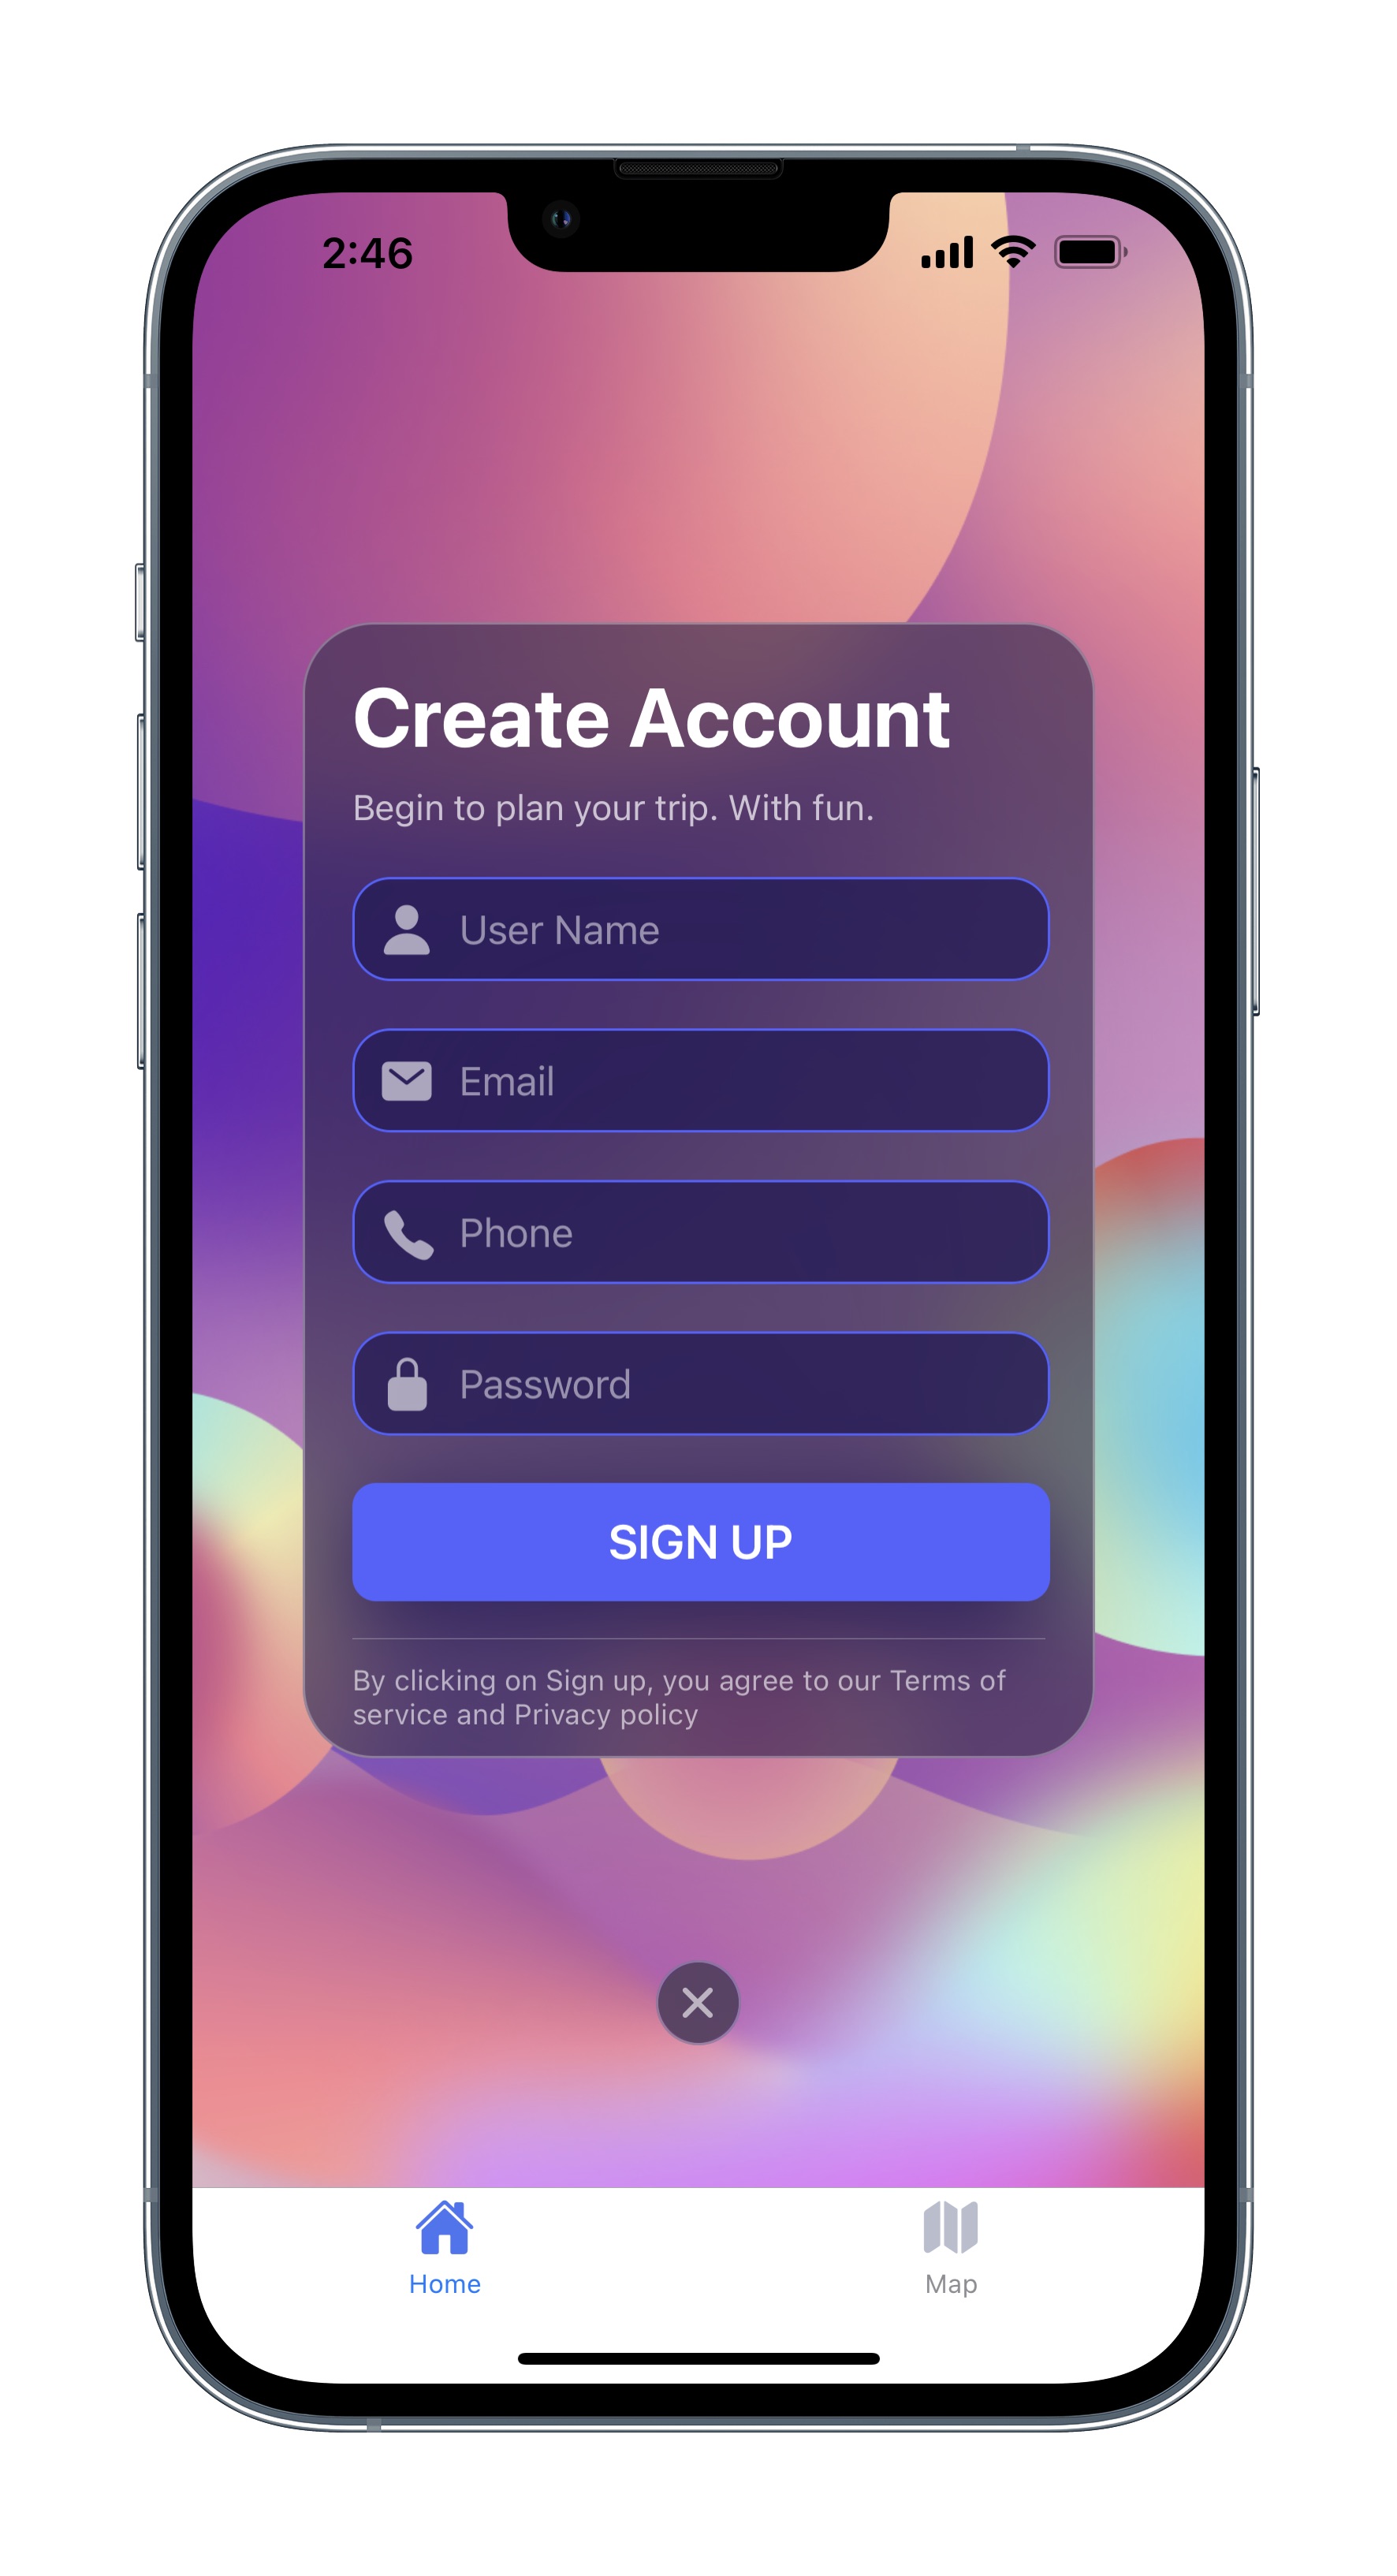 2:46
Create Account
Begin to plan your trip. With fun.
User Name
Email
Phone
Password
SIGN UP
By clicking on Sign up, you agree to our Terms of
service and Privacy policy
Home
Map